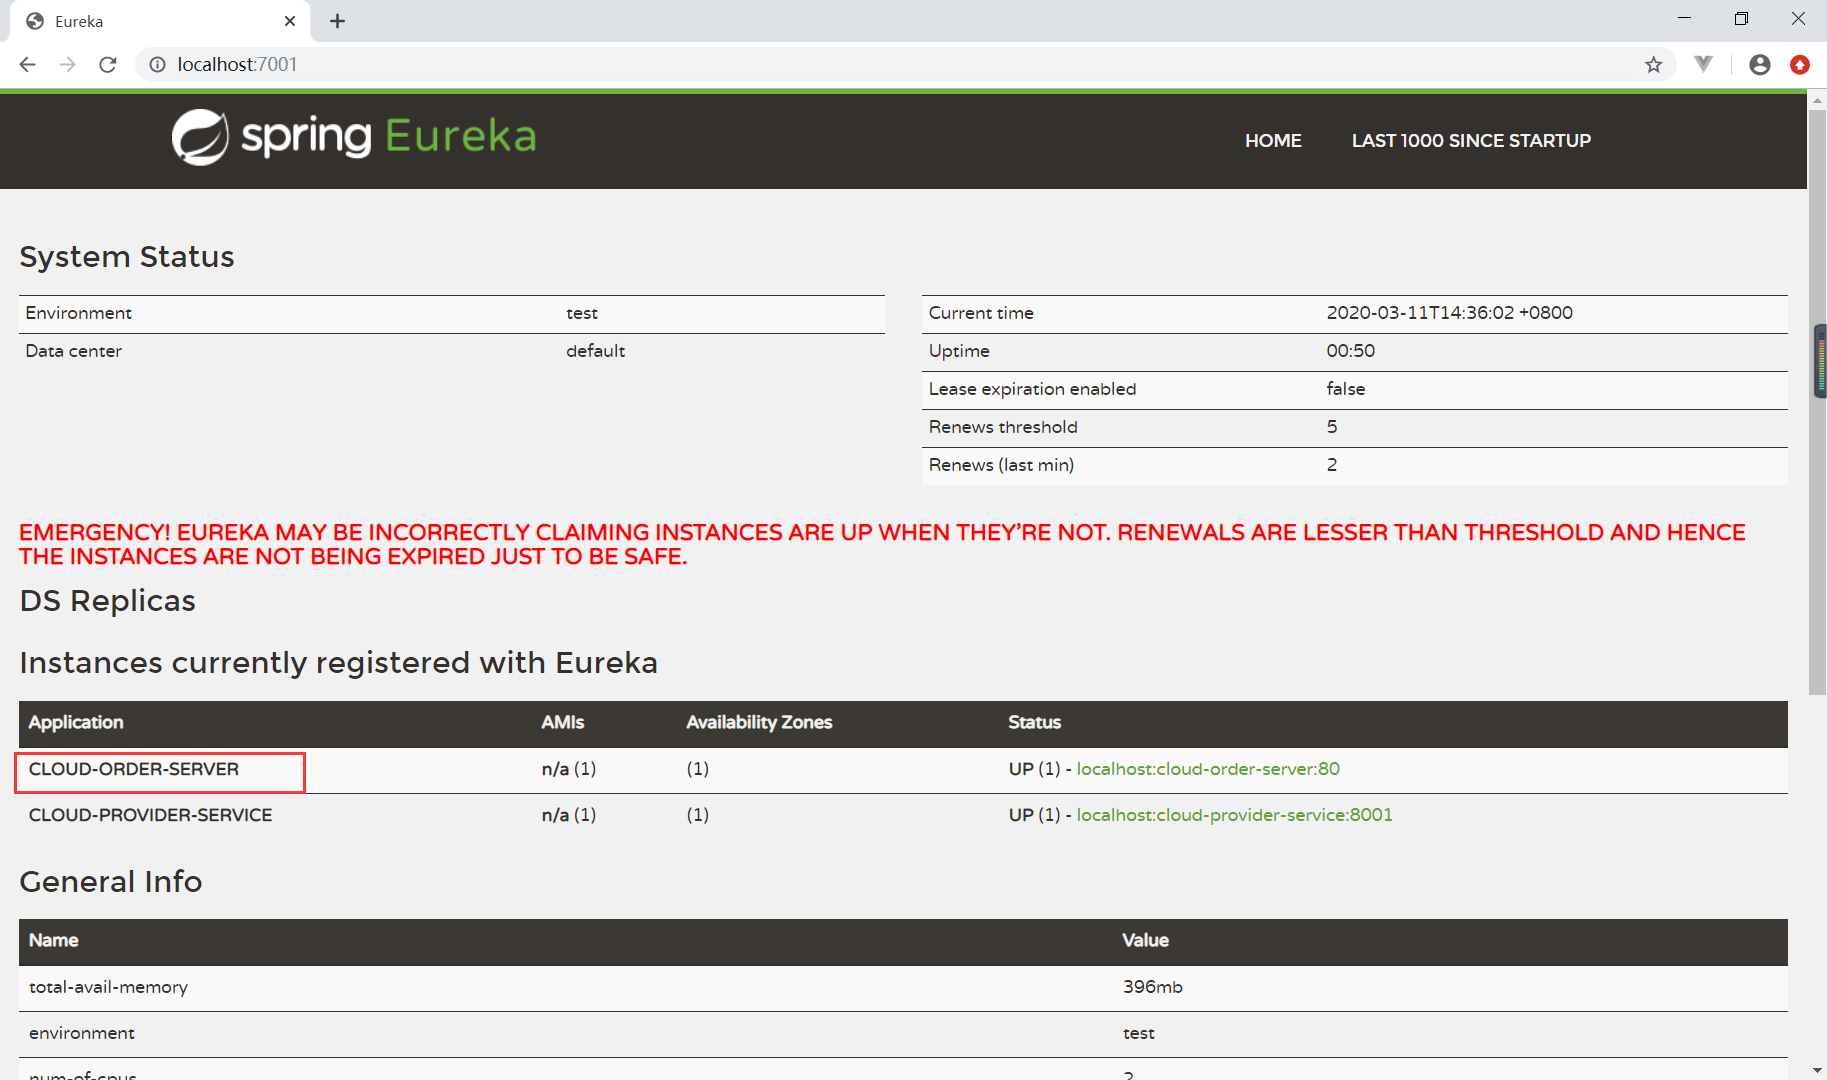 Eureka
localhost:7001
spring Eureka
HOME LAST 1000 SINCE STARTUP
System Status
Environment test
Data center default
Current time 2020-03-11T14:36:02 +0800
Uptime 00:50
Lease expiration enabled false
Renews threshold 5
Renews (last min) 2
EMERGENCY! EUREKA MAY BE INCORRECTLY CLAIMING INSTANCES ARE UP WHEN THEY'RE NOT. RENEWALS ARE LESSER THAN THRESHOLD AND HENCE
THE INSTANCES ARE NOT BEING EXPIRED JUST TO BE SAFE.
DS Replicas
Instances currently registered with Eureka
Application AMIs Availability Zones Status
CLOUD-ORDER-SERVER n/a (1) (1) UP (1) - localhost:cloud-order-server:80
CLOUD-PROVIDER-SERVICE n/a (1) (1) UP (1) - localhost:cloud-provider-service:8001
General Info
Name Value
total-avail-memory 396mb
environment test
num-of-cpus 2